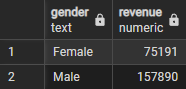 gender revenue
text numeric
1 Female 75191
2 Male 157890